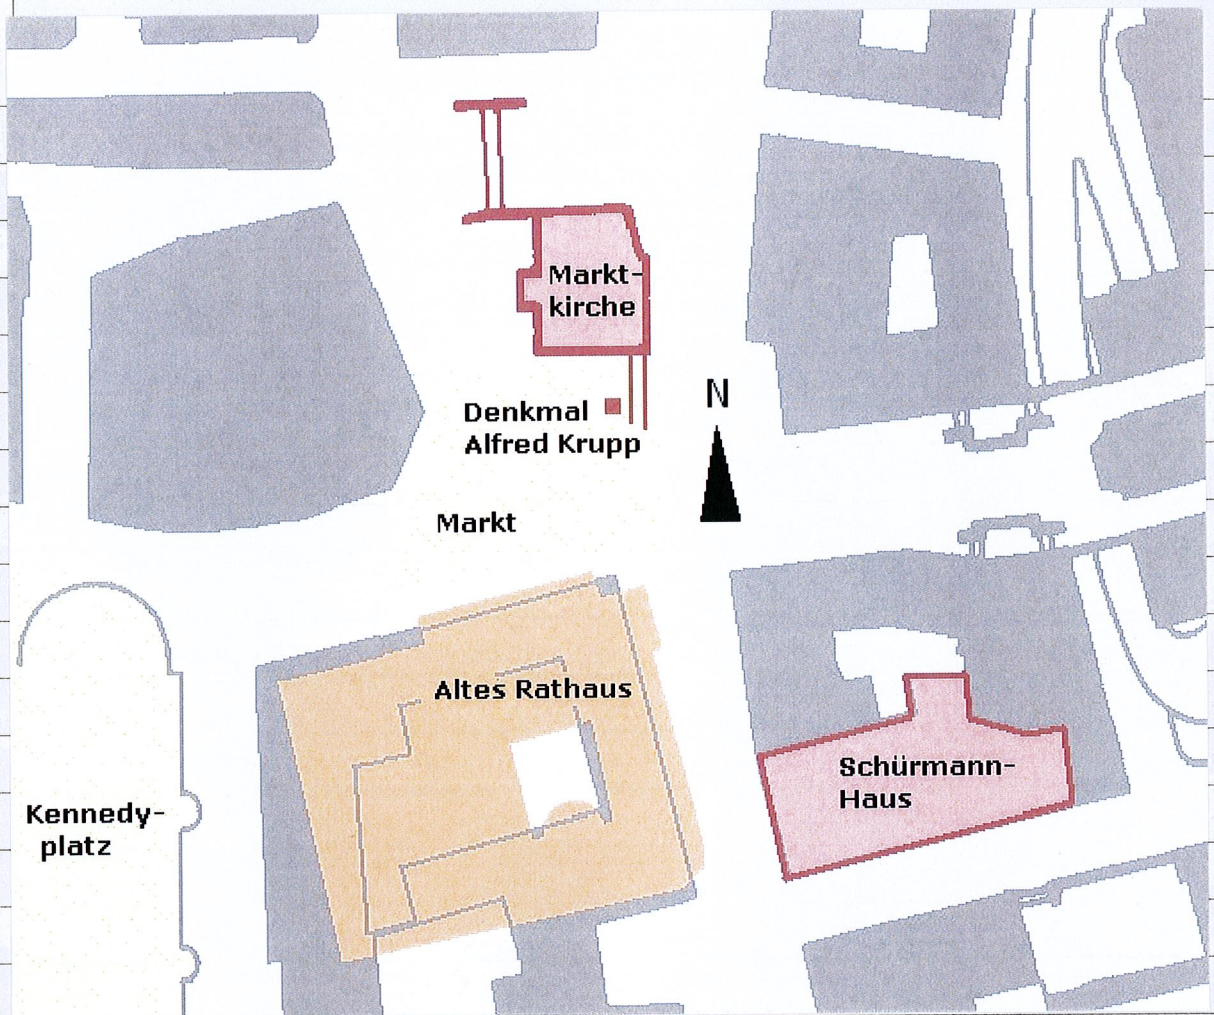 Markt-
kirche
N
Denkmal
Alfred Krupp
Markt
Altes Rathaus
Schürmann-
Haus
Kennedy-
platz